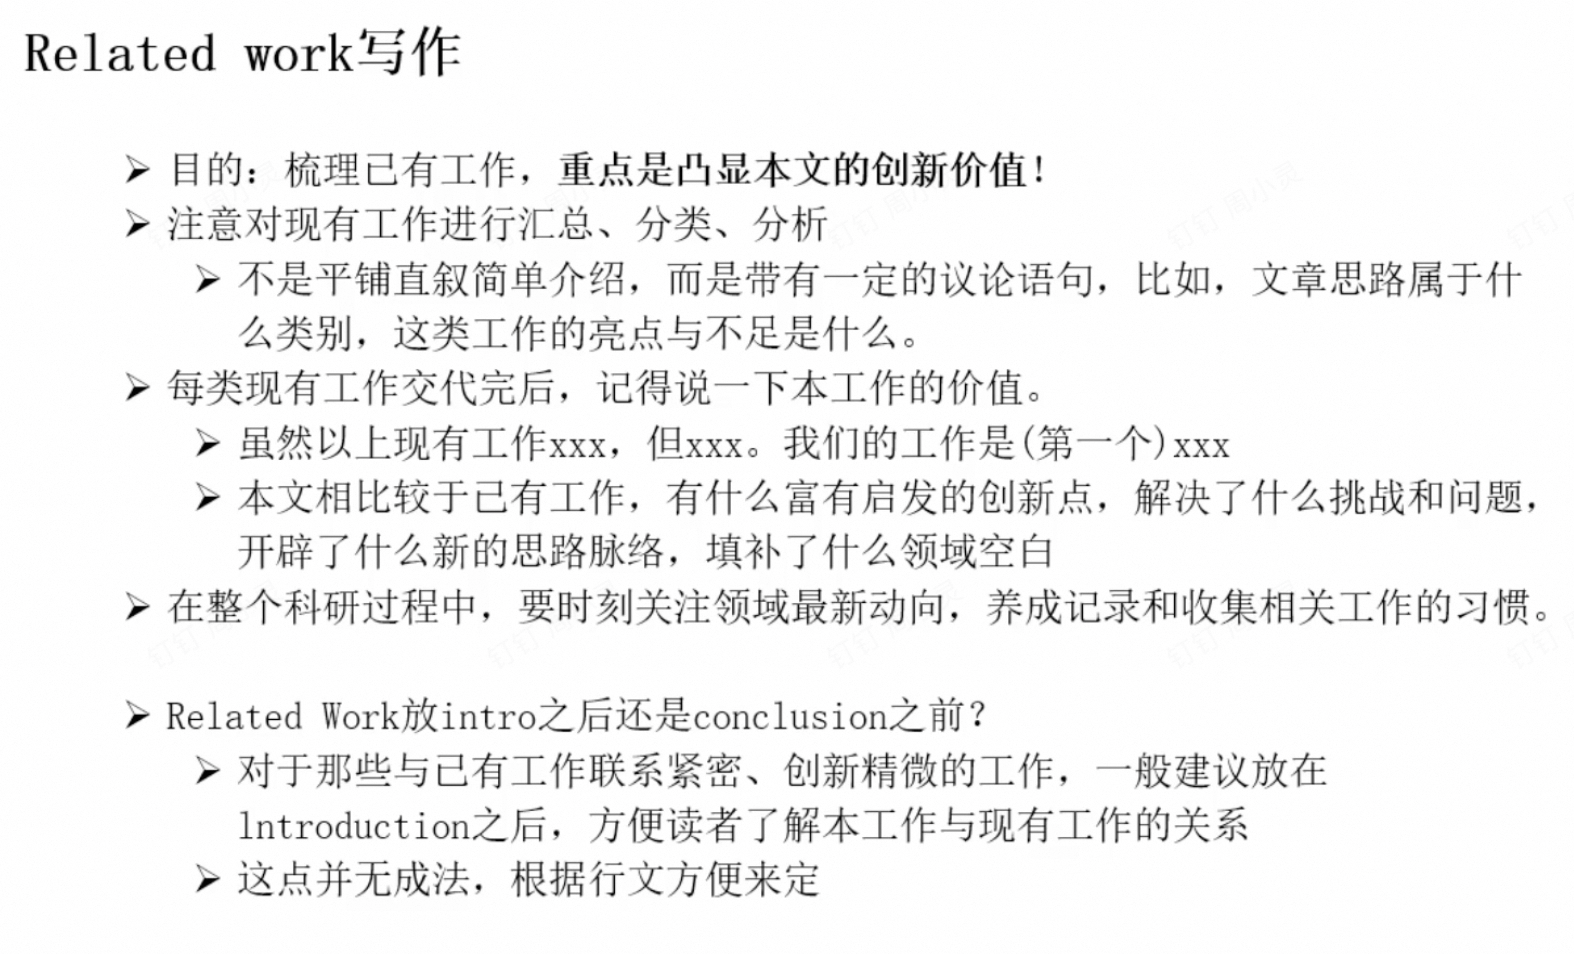 Related work写作
➢ 目的：梳理已有工作，重点是凸显本文的创新价值！
➢ 注意对现有工作进行汇总、分类、分析
➢ 不是平铺直叙简单介绍，而是带有一定的议论语句，比如，文章思路属于什
么类别，这类工作的亮点与不足是什么。
➢ 每类现有工作交代完后，记得说一下本工作的价值。
➢ 虽然以上现有工作xxx，但xxx。我们的工作是(第一个)xxx
➢ 本文相比较于已有工作，有什么富有启发的创新点，解决了什么挑战和问题，
开辟了什么新的思路脉络，填补了什么领域空白
➢ 在整个科研过程中，要时刻关注领域最新动向，养成记录和收集相关工作的习惯。
➢ Related Work放intro之后还是conclusion之前？
➢ 对于那些与已有工作联系紧密、创新精微的工作，一般建议放在
lntroduction之后，方便读者了解本工作与现有工作的关系
➢ 这点并无成法，根据行文方便来定
钉钉 周小灵